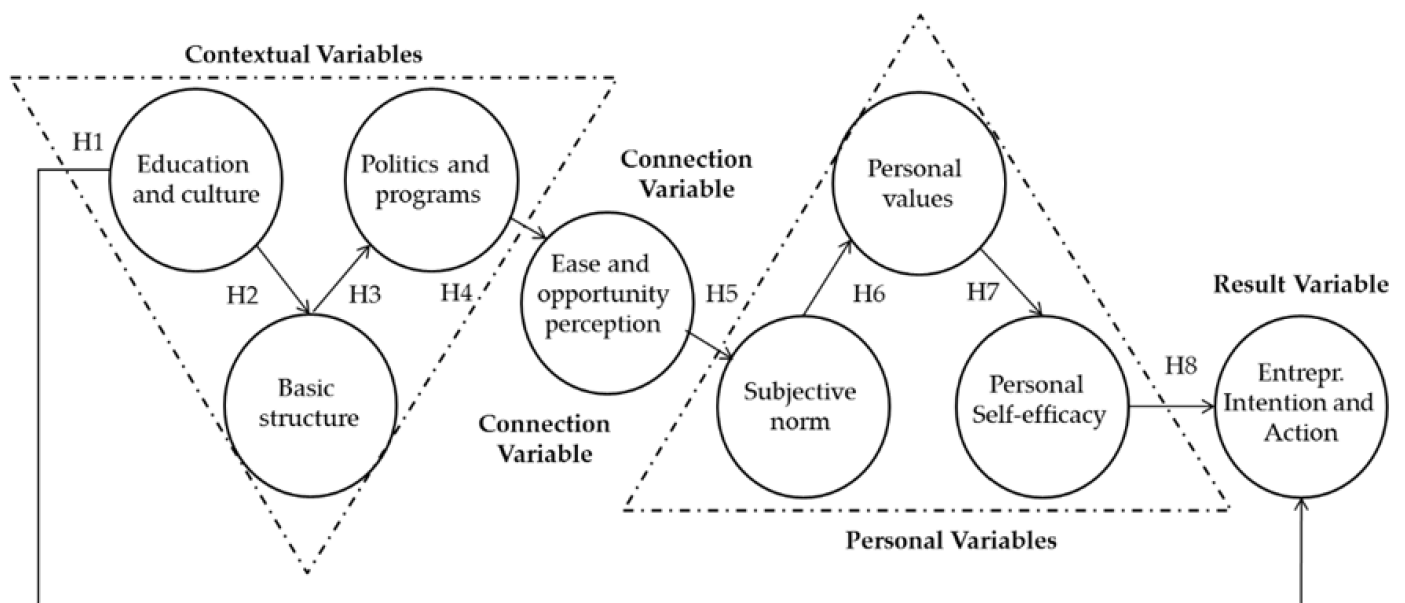 Contextual Variables
H1
Education
and culture
Politics and
programs
H2
H3
H4
Basic
structure
Connection
Variable
Ease and
opportunity
perception
Connection
Variable
H5
Personal
values
H6
H7
Subjective
norm
Personal
Self-efficacy
Personal Variables
H8
Result Variable
Entrepr.
Intention and
Action